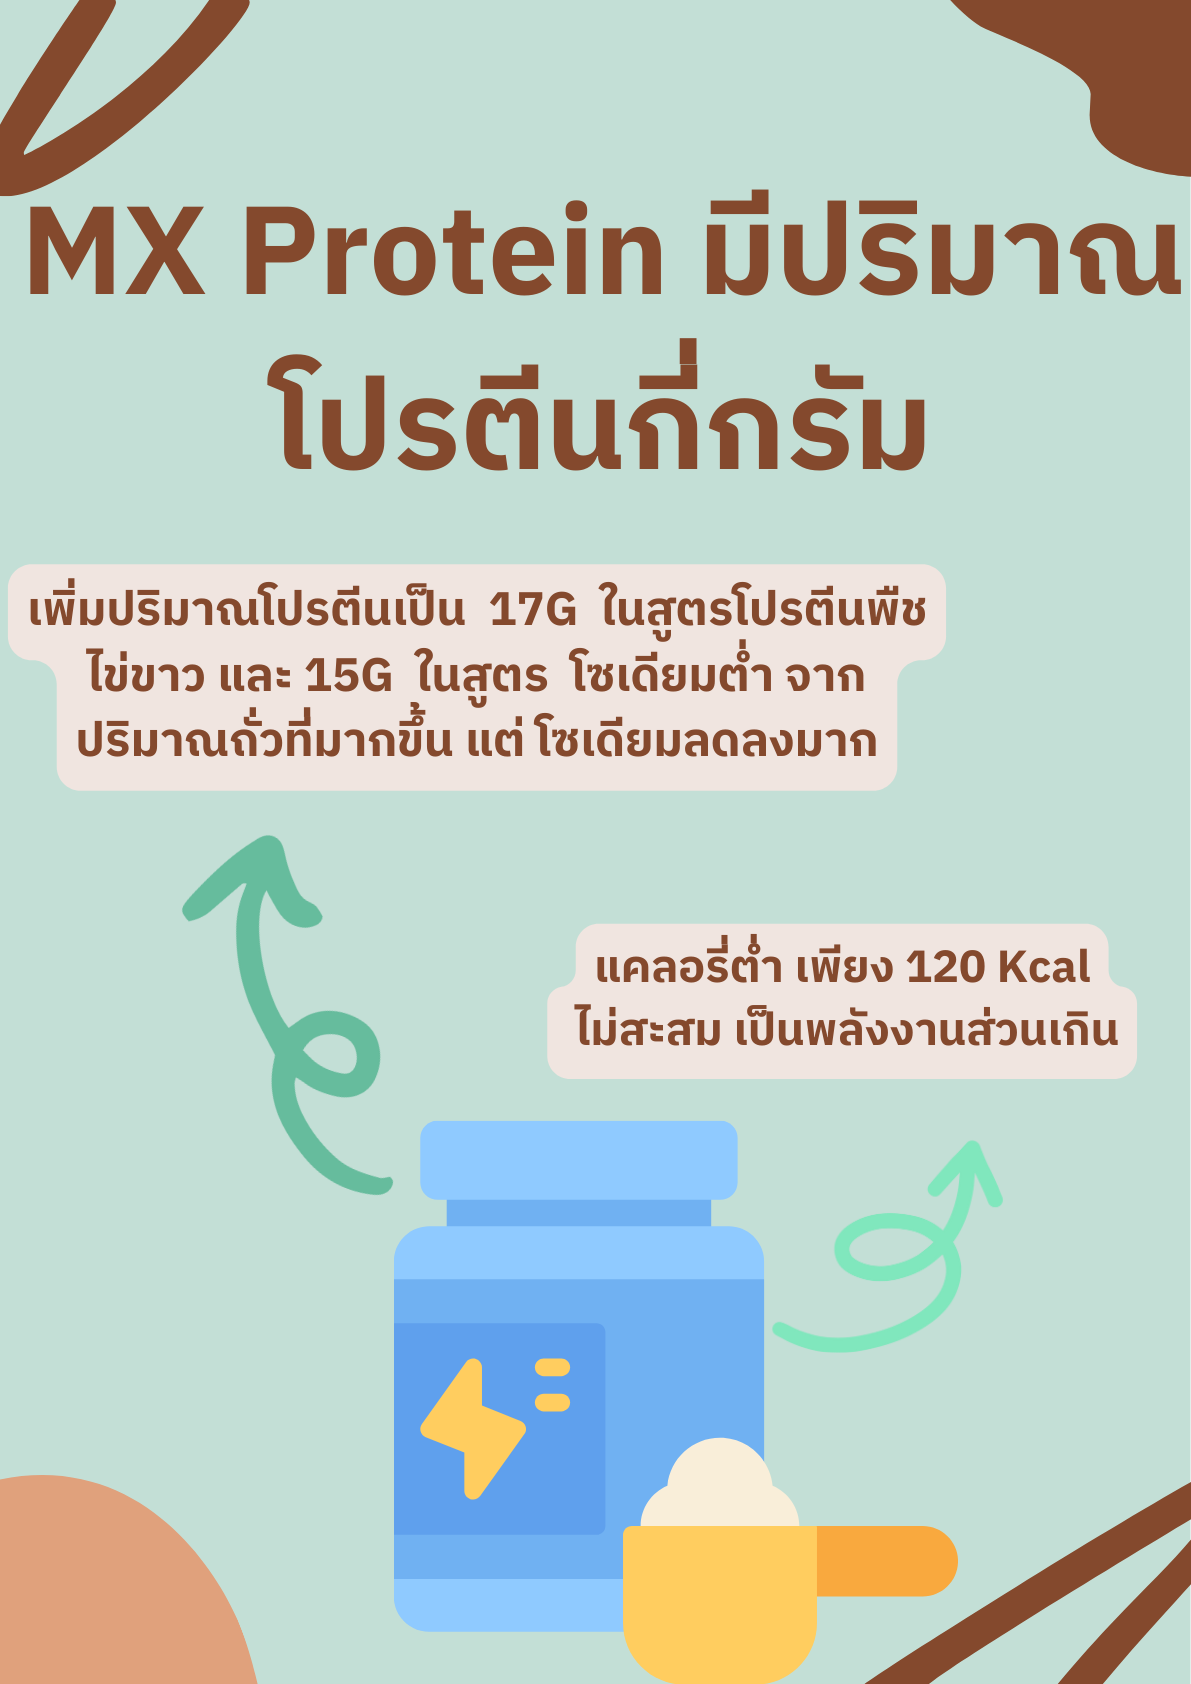 MX Protein มีปริมาณ
โปรตีนกี่กรัม
เพิ่มปริมาณโปรตีนเป็น 17G ในสูตรโปรตีนพืช
ไข่ขาว และ 15G ในสูตร โซเดียมต่ำ จาก
ปริมาณถั่วที่มากขึ้น แต่ โซเดียมลดลงมาก
แคลอรี่ต่ำ เพียง 120 Kcal
ไม่สะสม เป็นพลังงานส่วนเกิน